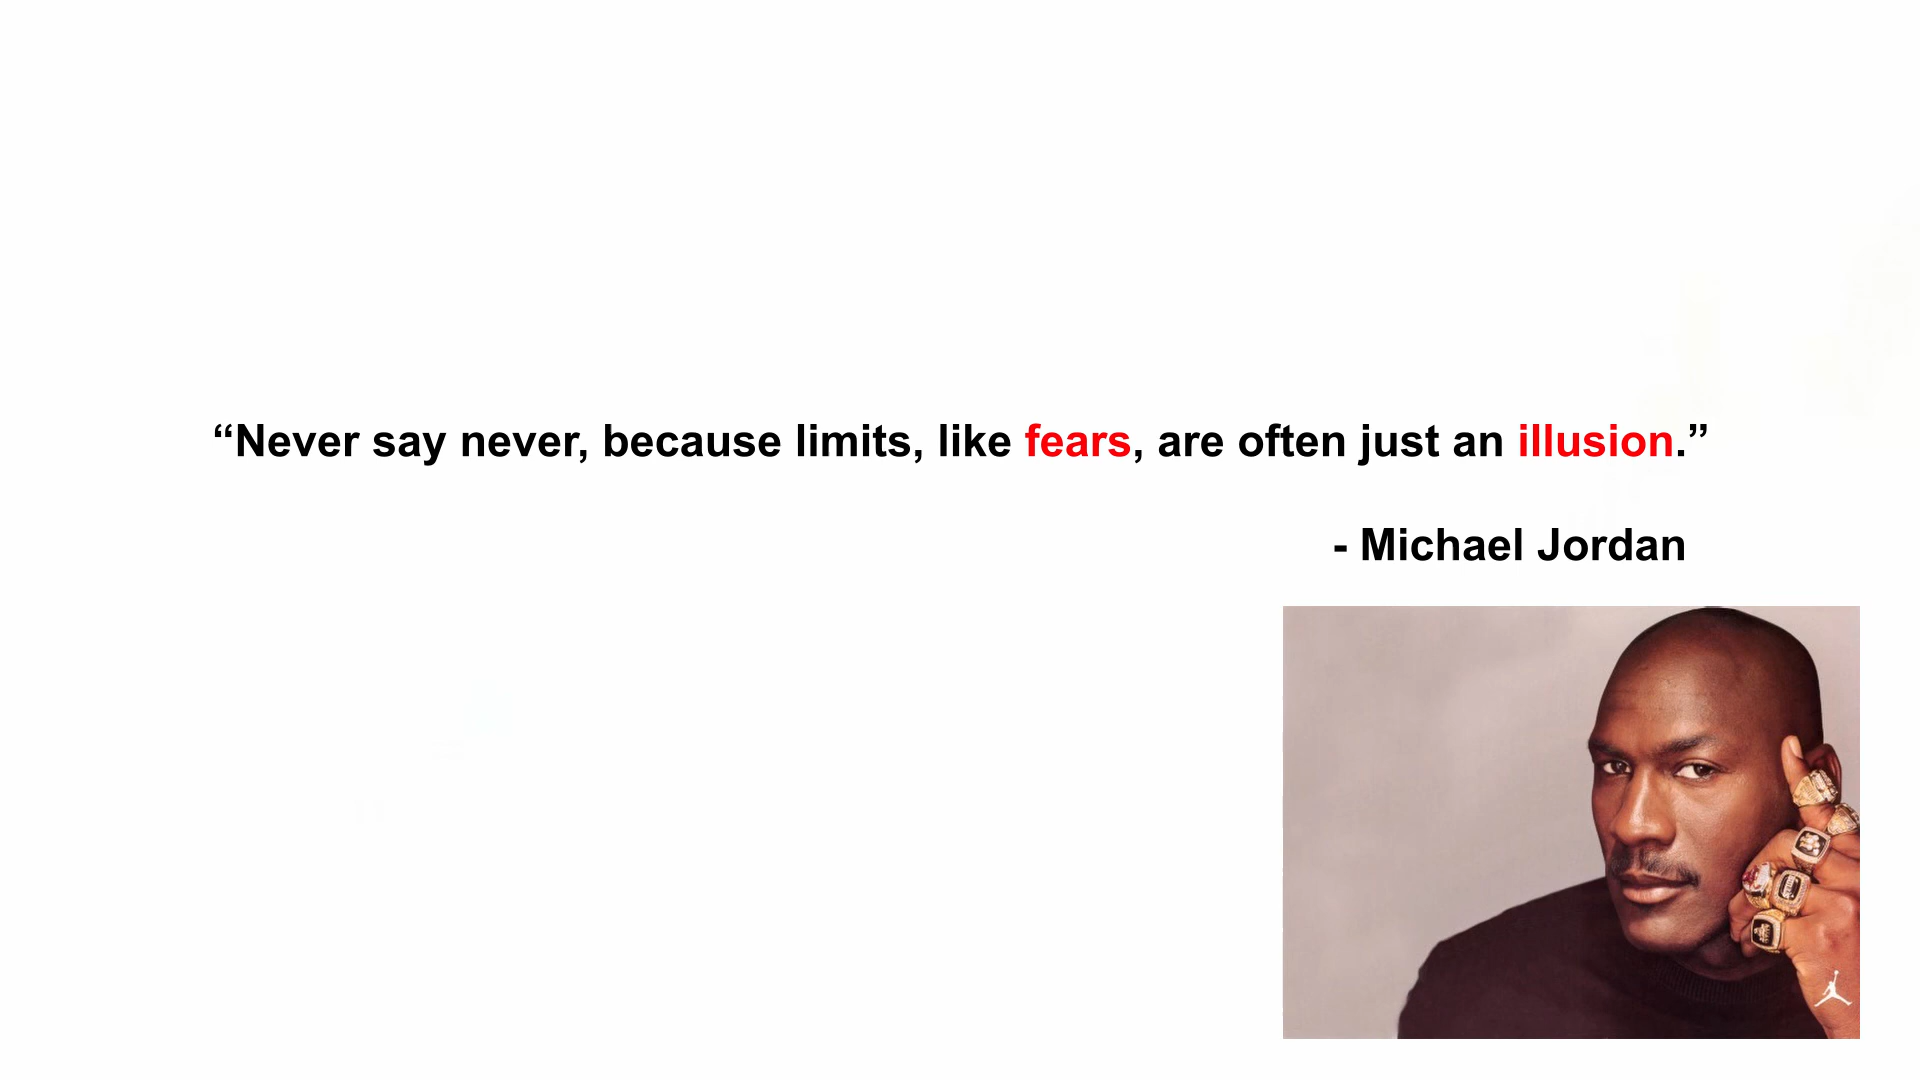 “Never say never, because limits, like fears, are often just an illusion.”
- Michael Jordan